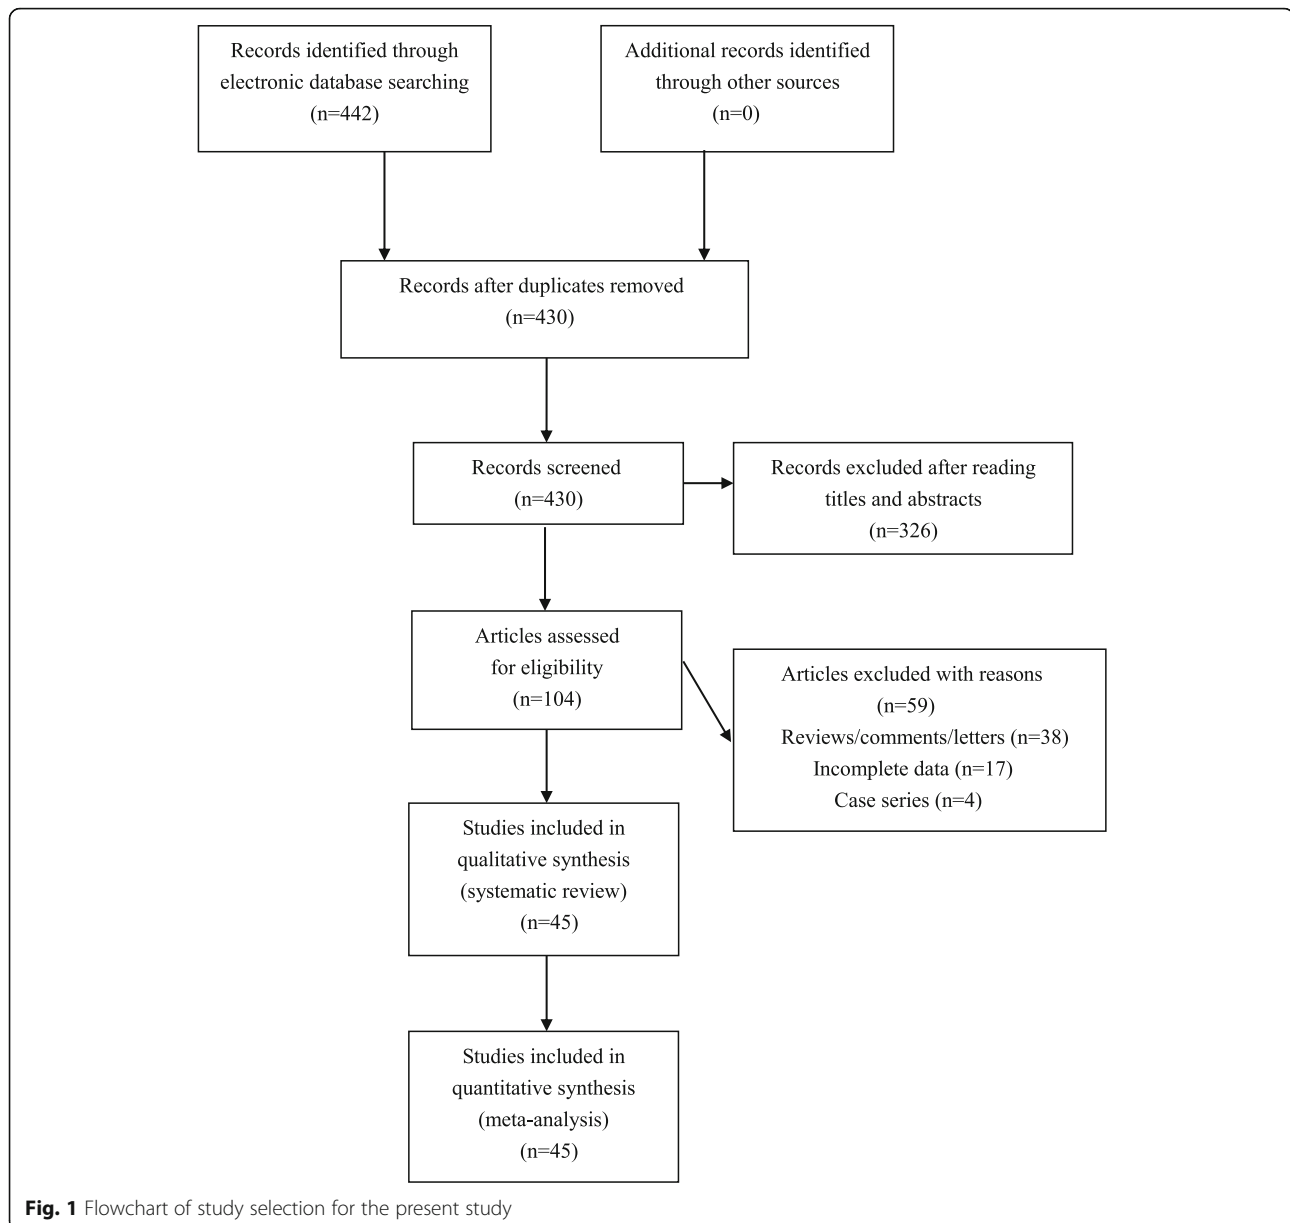 Records identified through
electronic database searching
(n=442)
Additional records identified
through other sources
(n=0)
Records after duplicates removed
(n=430)
Records screened
(n=430)
Records excluded after reading
titles and abstracts
(n=326)
Articles assessed
for eligibility
(n=104)
Articles excluded with reasons
(n=59)
Reviews/comments/letters (n=38)
Incomplete data (n=17)
Case series (n=4)
Studies included in
qualitative synthesis
(systematic review)
(n=45)
Studies included in
quantitative synthesis
(meta-analysis)
(n=45)
Fig. 1 Flowchart of study selection for the present study